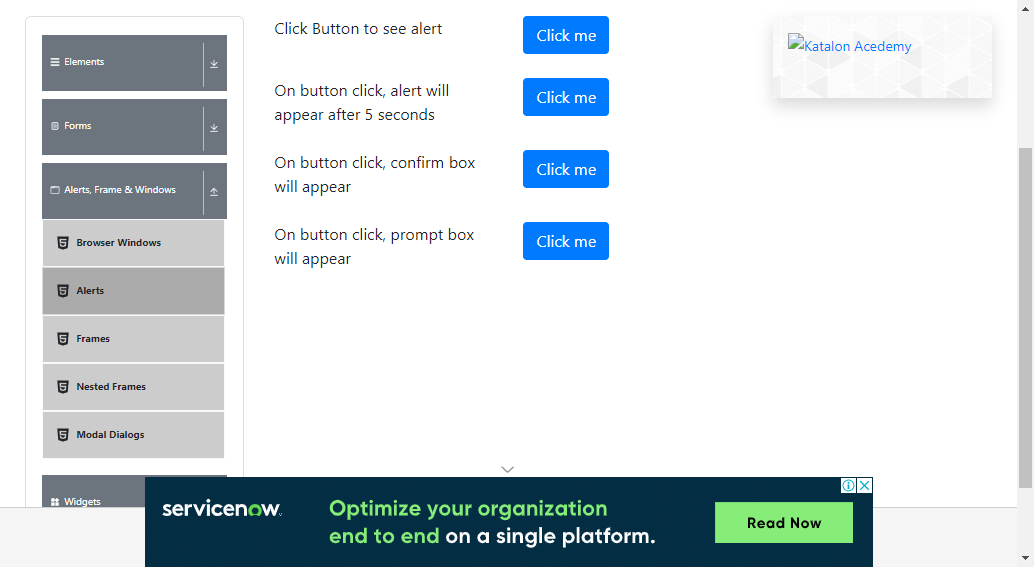 Elements
Forms
Alerts, Frame & Windows
Browser Windows
Alerts
Frames
Nested Frames
Modal Dialogs
Widgets
Click Button to see alert
Click me
On button click, alert will
appear after 5 seconds
Click me
On button click, confirm box
will appear
Click me
On button click, prompt box
will appear
Click me
Katalon Acedemy
servicenow
Optimize your organization
end to end on a single platform.
Read Now